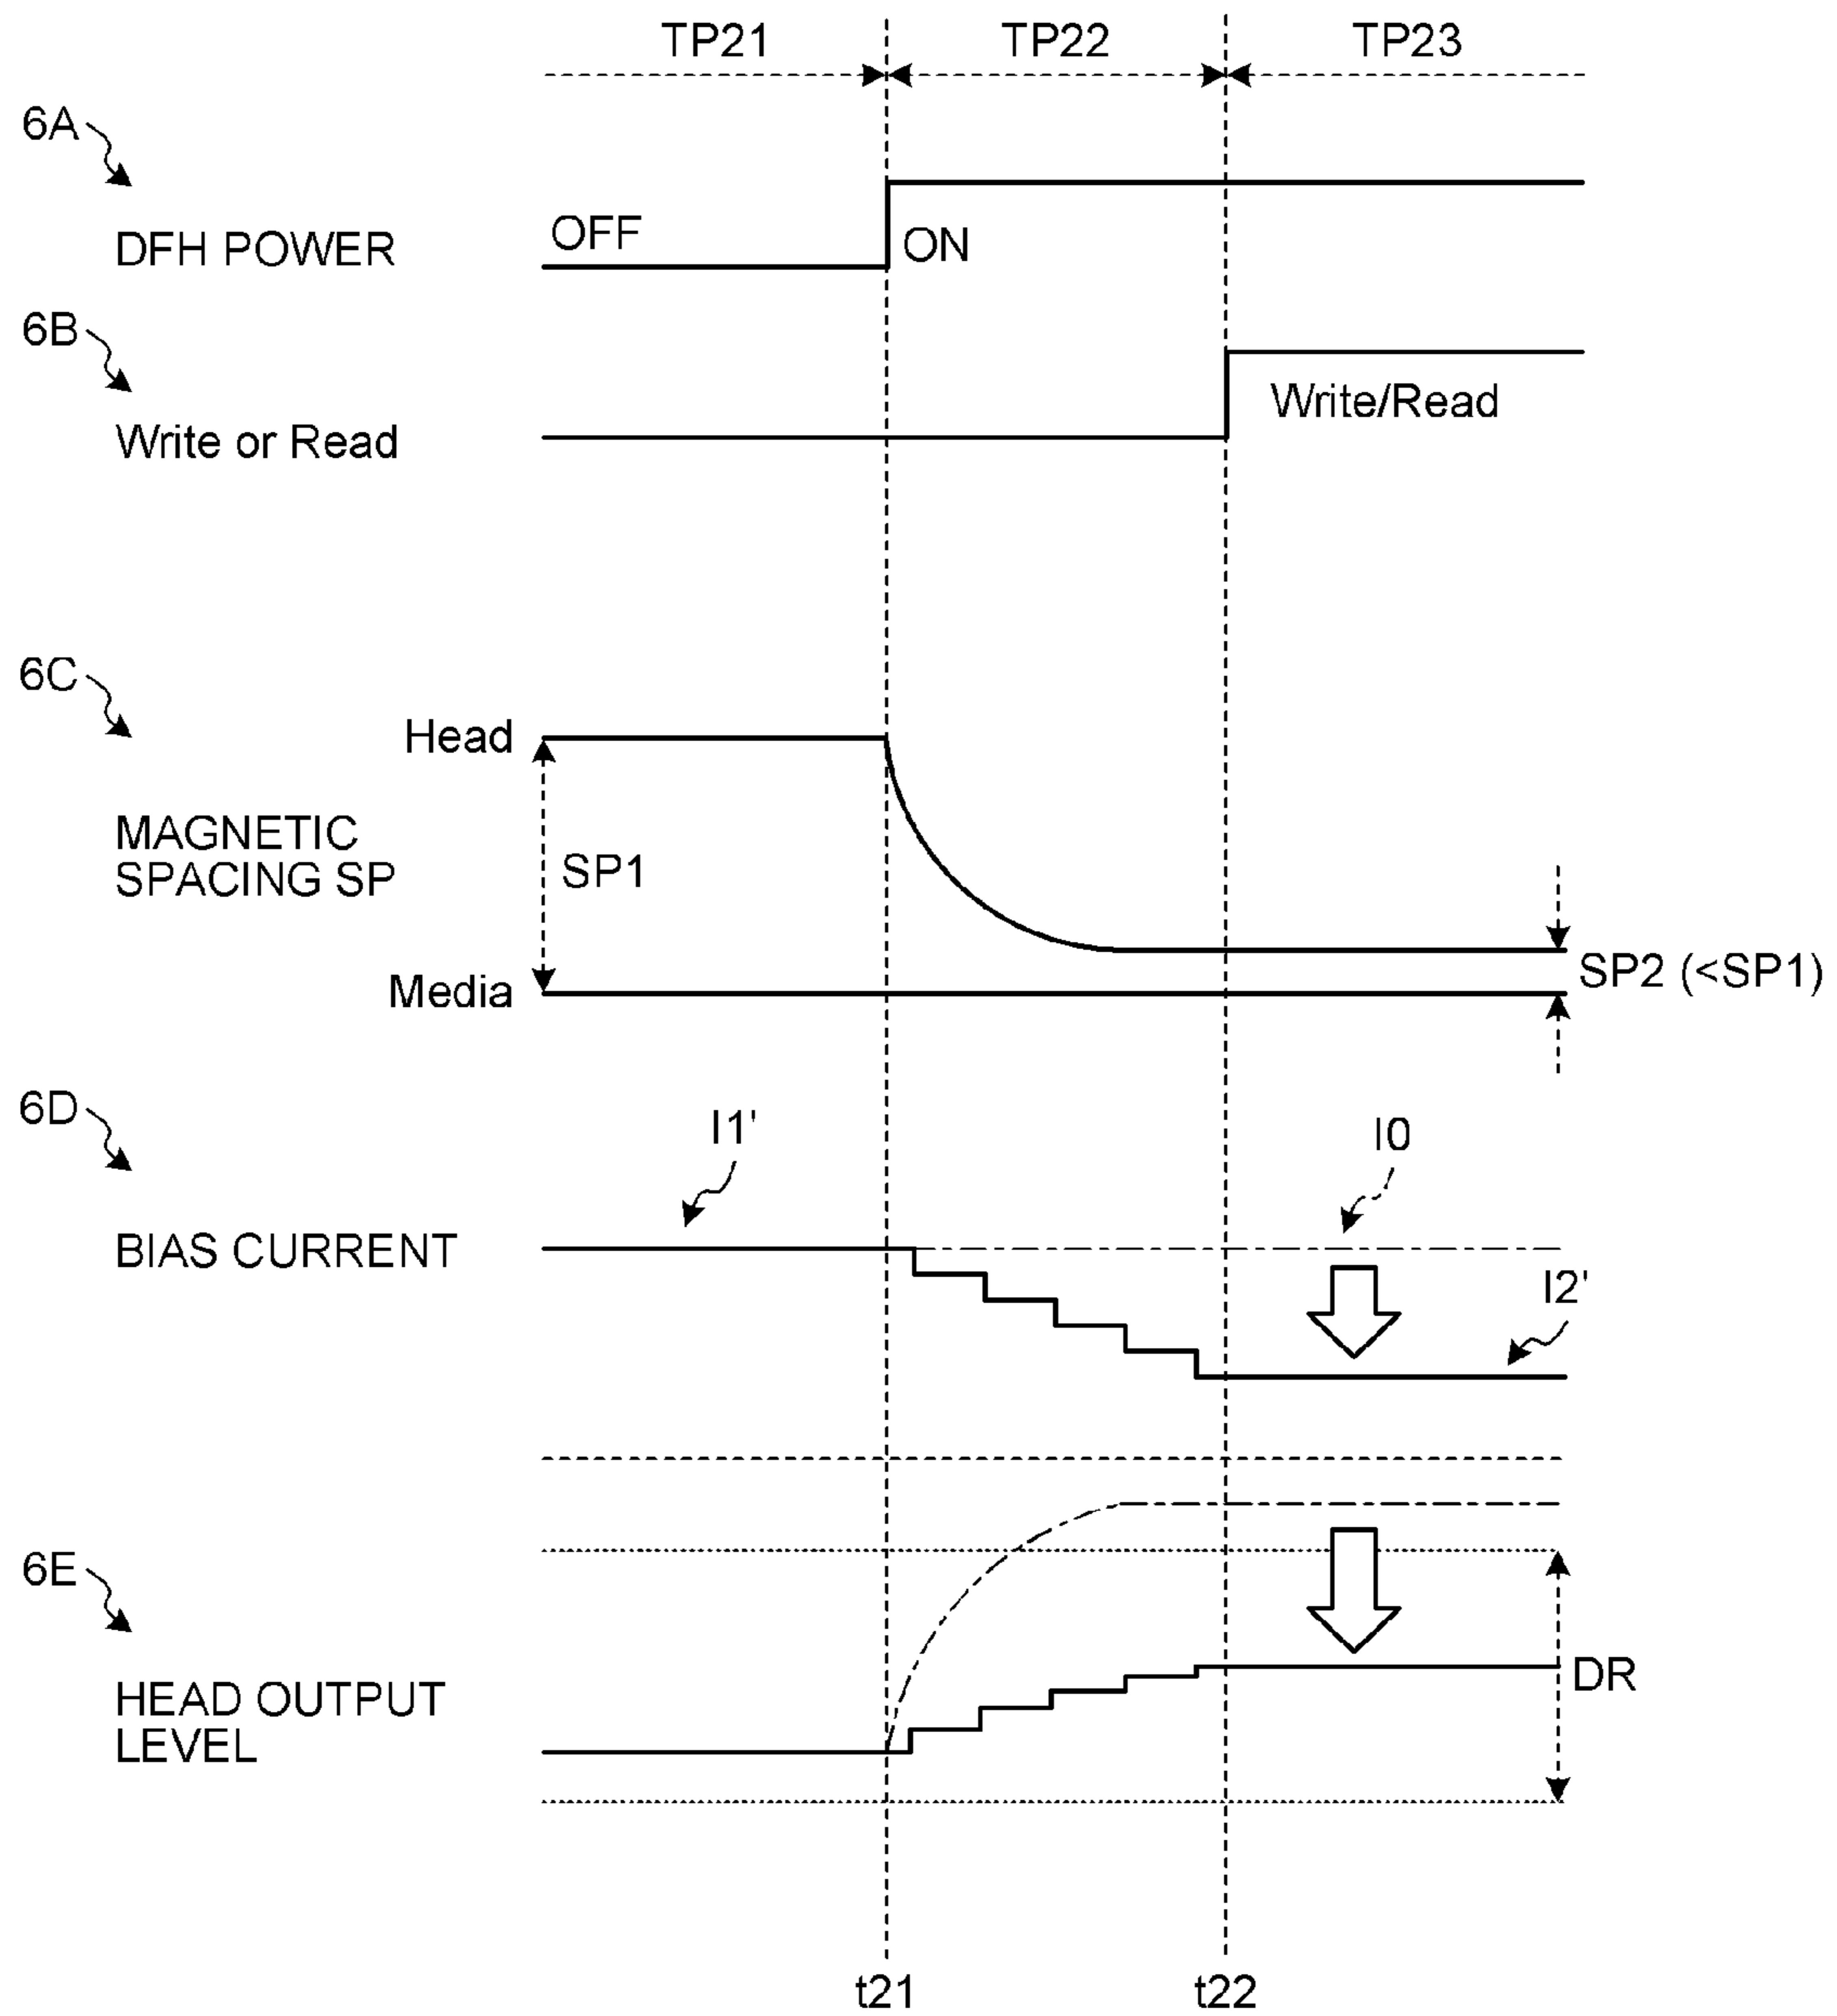 TP21 TP22 TP23
6A
DFH POWER
OFF
ON
6B
Write or Read
Write/Read
6C
Head
MAGNETIC
SPACING SP
SP1
Media
SP2 (<SP1)
6D
I1'
I0
BIAS CURRENT
I2'
6E
HEAD OUTPUT
LEVEL
DR
t21 t22